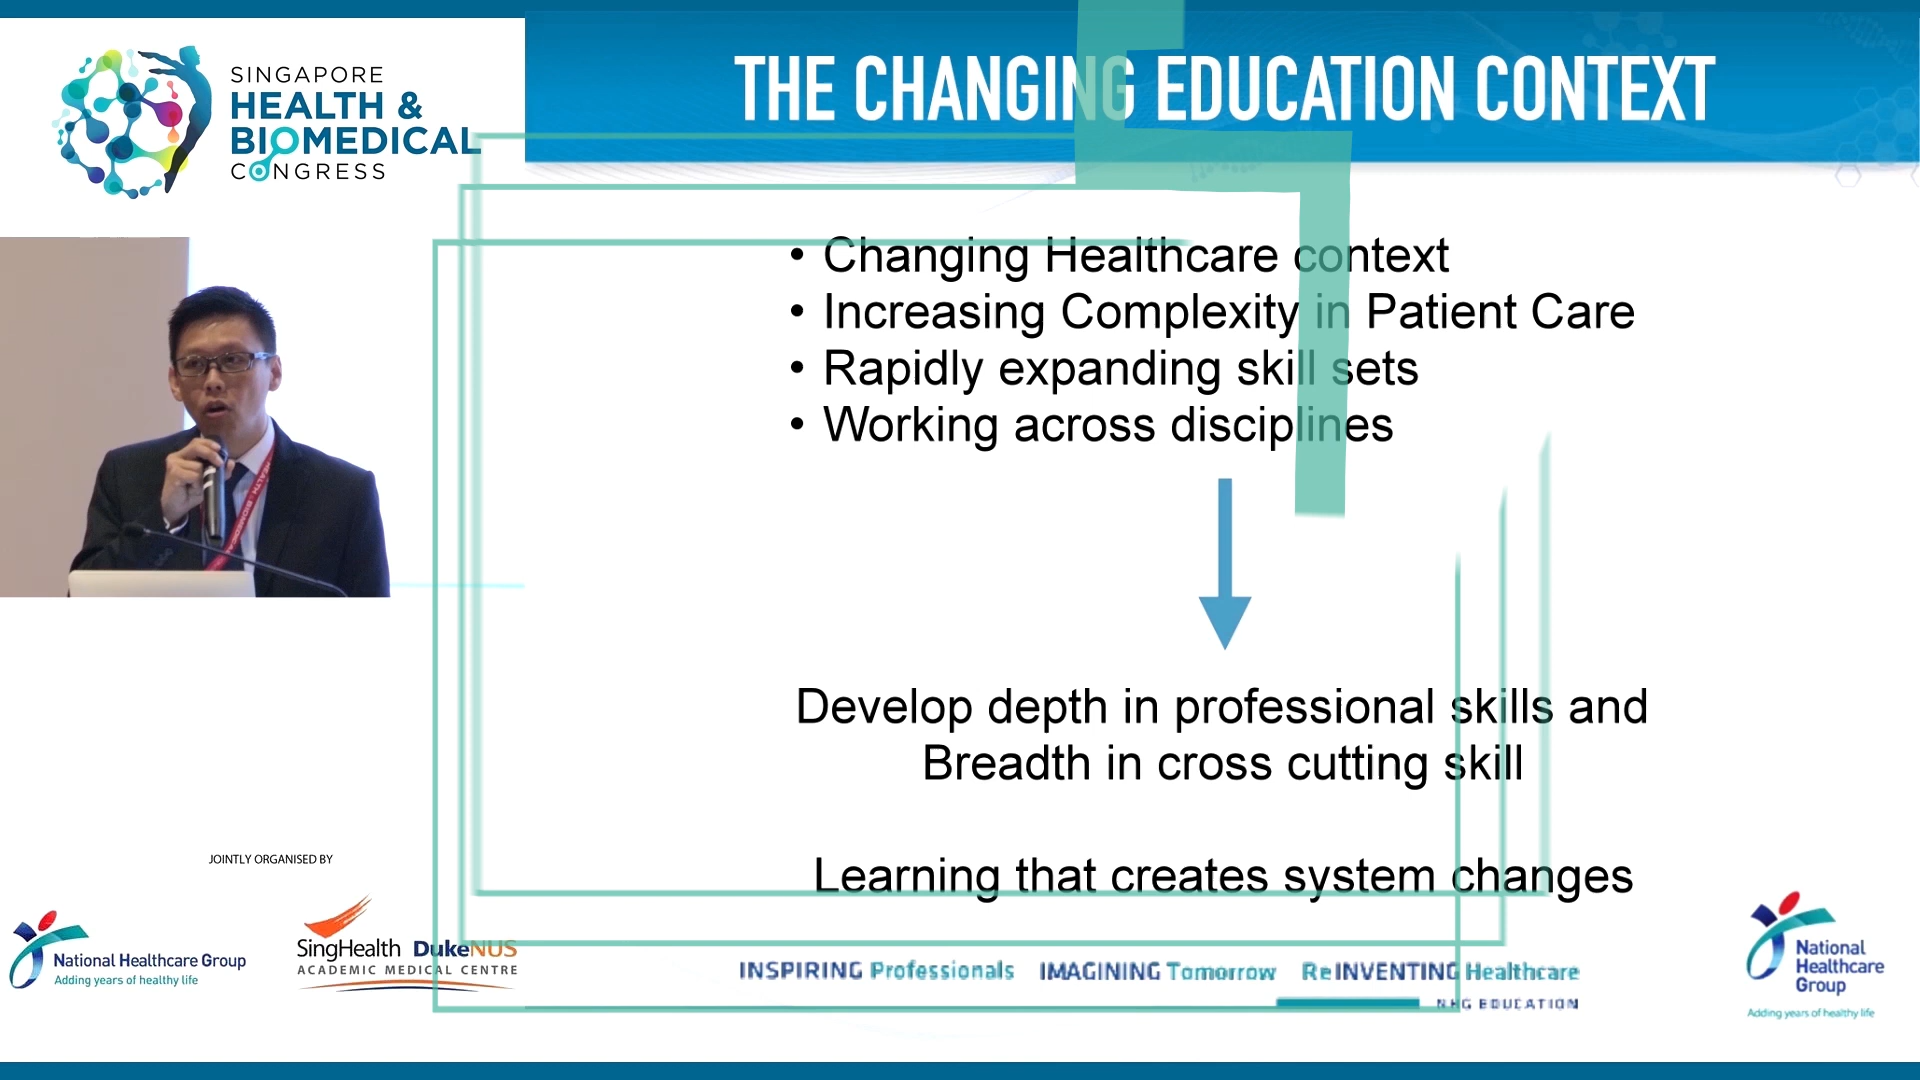 SINGAPORE
HEALTH &
BIOMEDICAL
CONGRESS
THE CHANGING EDUCATION CONTEXT
• Changing Healthcare context
• Increasing Complexity in Patient Care
• Rapidly expanding skill sets
• Working across disciplines
Develop depth in professional skills and
Breadth in cross cutting skill
Learning that creates system changes
JOINTLY ORGANISED BY
National Healthcare Group
Adding years of healthy life
SingHealth DukeNUS
ACADEMIC MEDICAL CENTRE
INSPIRING Professionals IMAGINING Tomorrow ReINVENTING Healthcare
NHG EDUCATION
National
Healthcare
Group
Adding years of healthy life